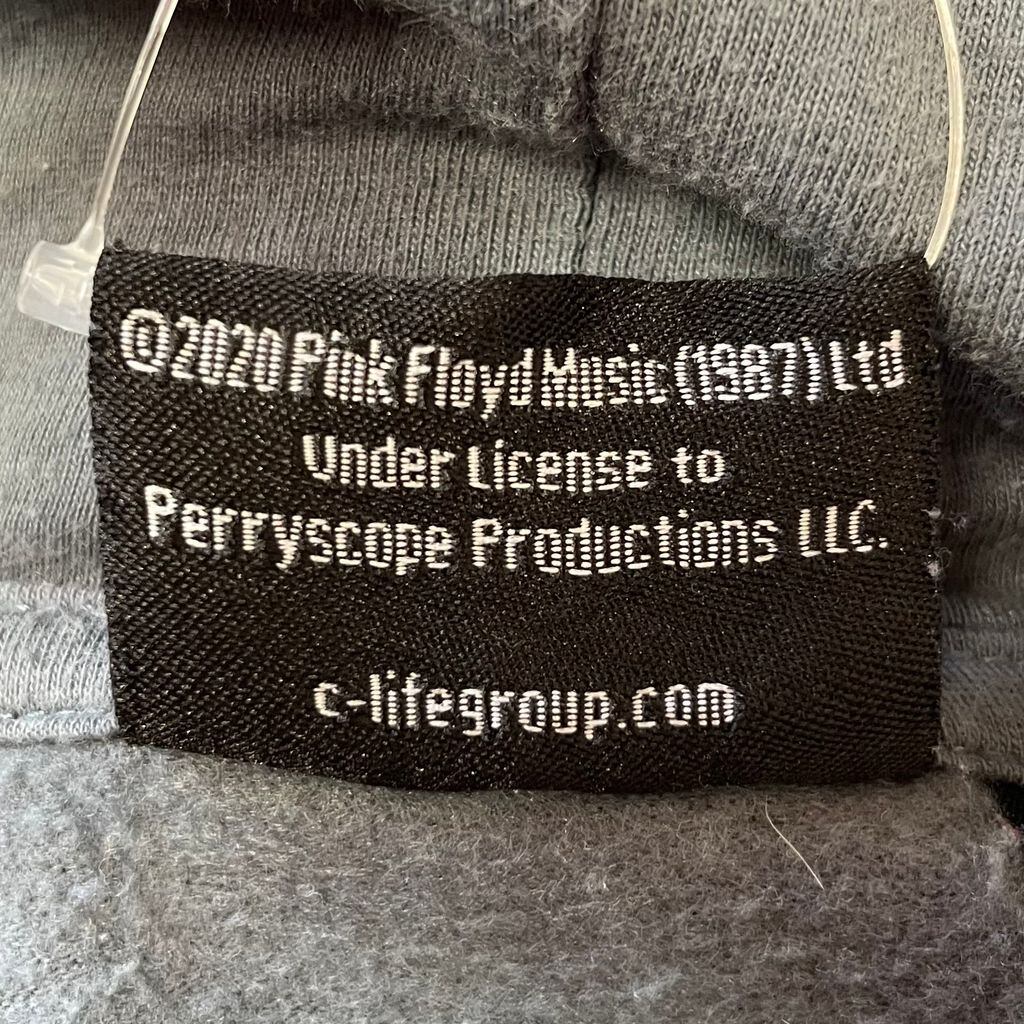 ©2020 Pink Floyd Music (1987) Ltd
Under License to
Perryscope Productions LLC.
c-lifegroup.com